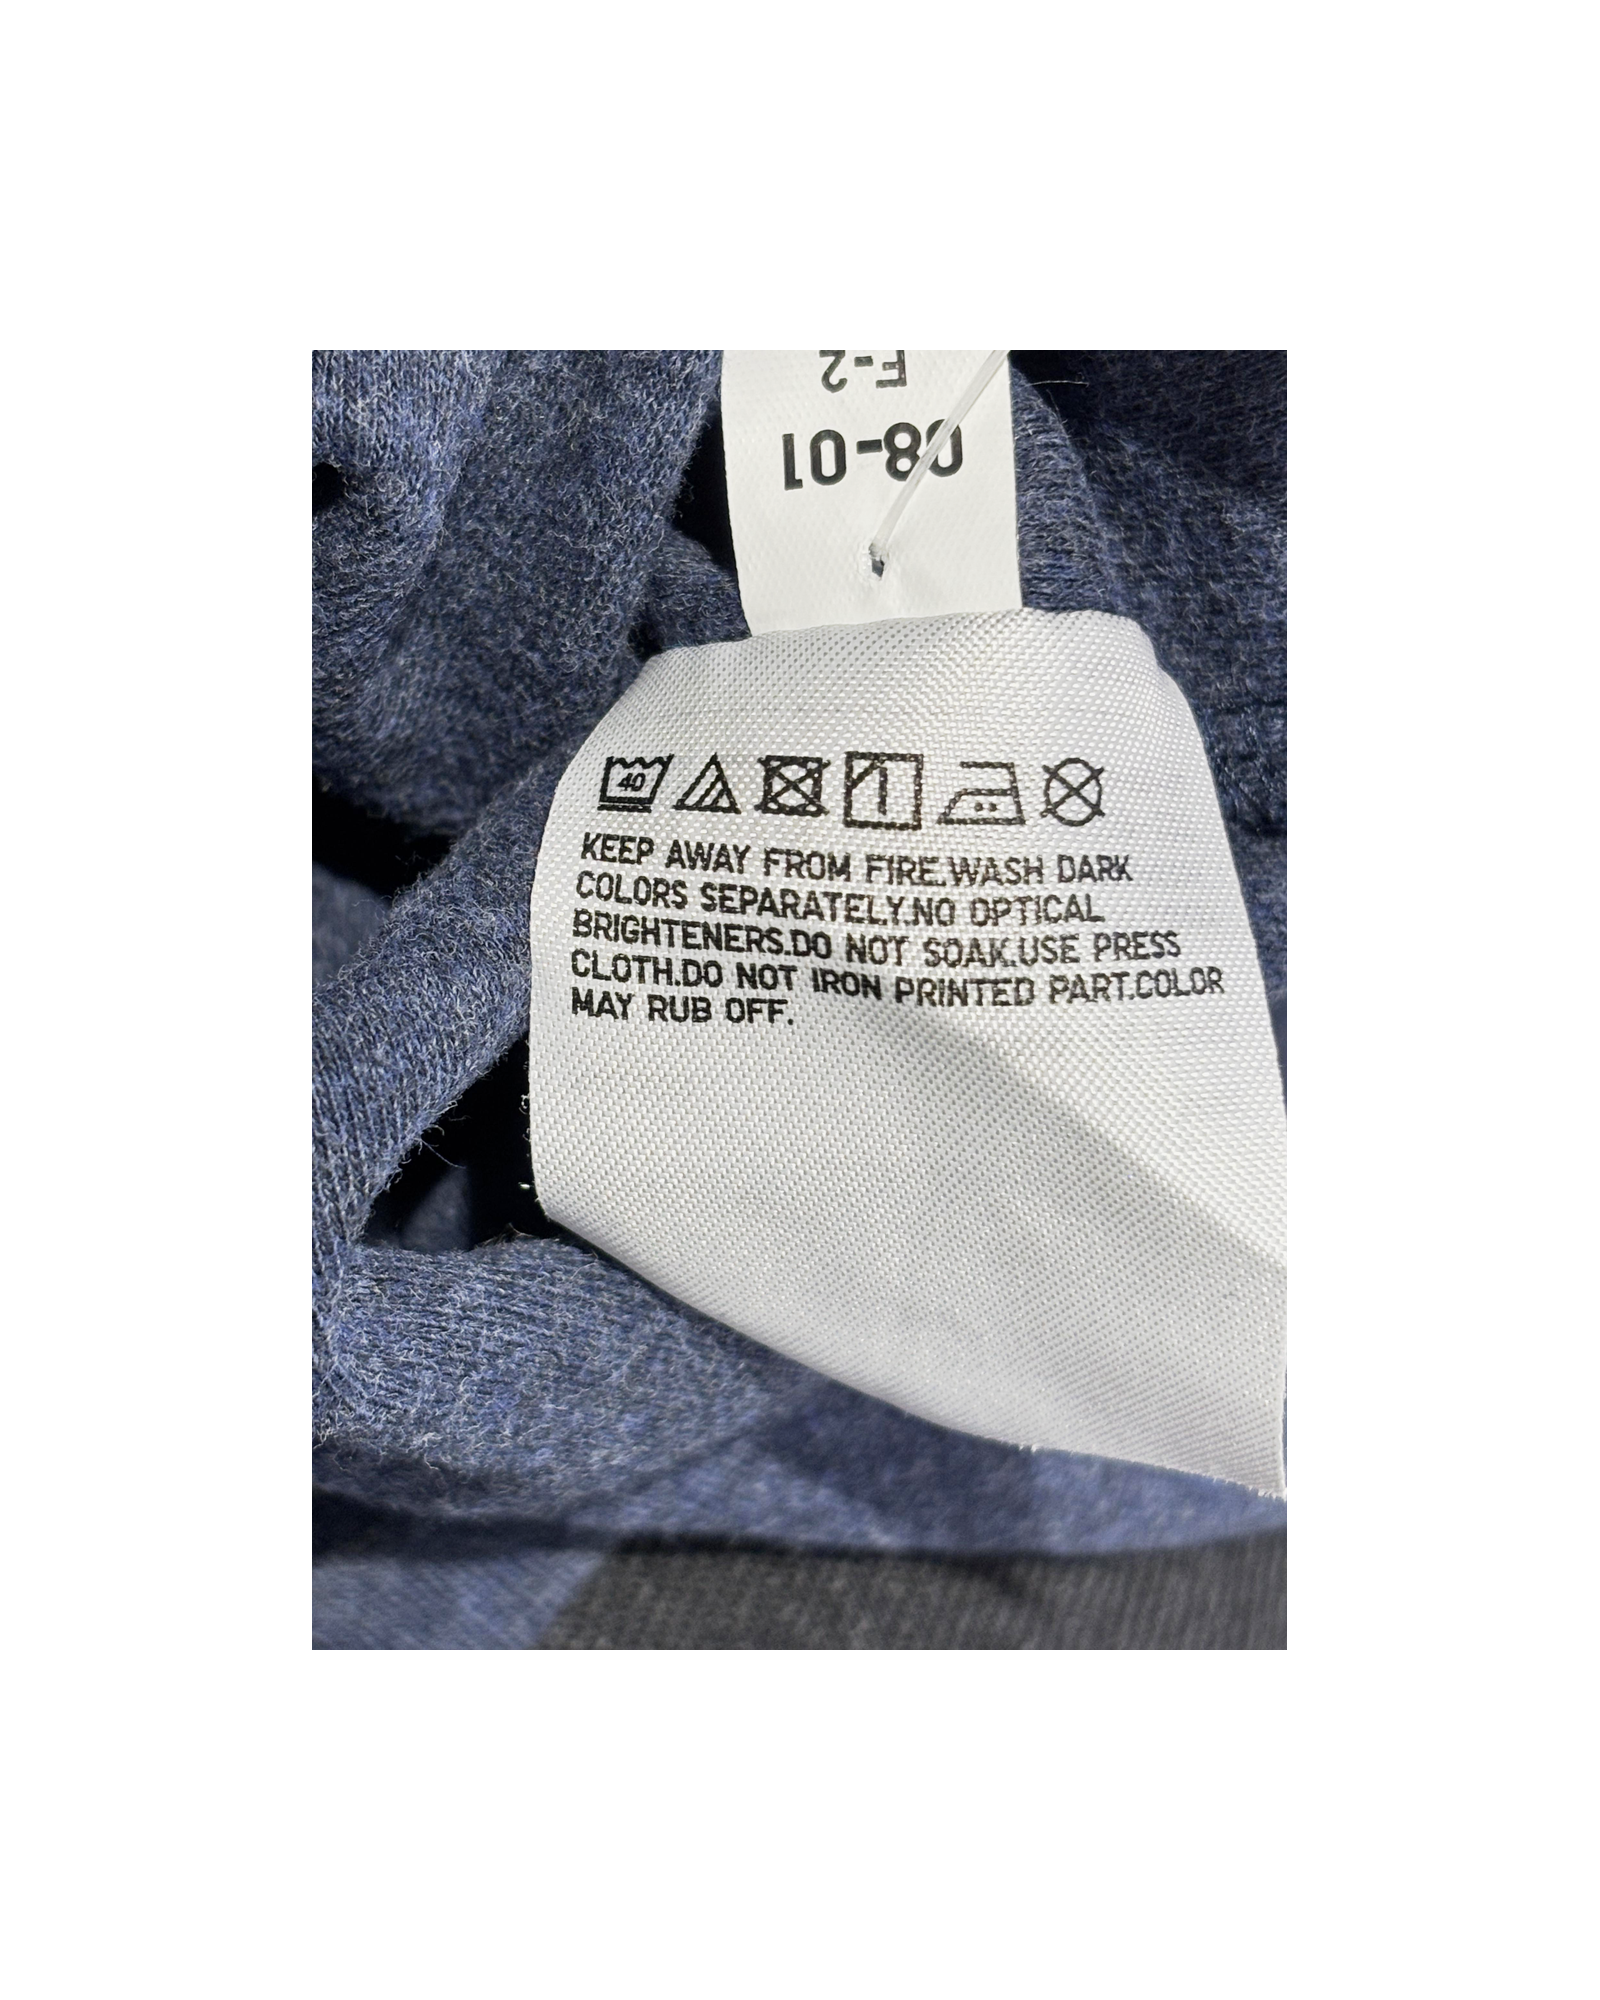 F-2
08-01
40
KEEP AWAY FROM FIRE.WASH DARK
COLORS SEPARATELY.NO OPTICAL
BRIGHTENERS.DO NOT SOAK.USE PRESS
CLOTH.DO NOT IRON PRINTED PART.COLOR
MAY RUB OFF.